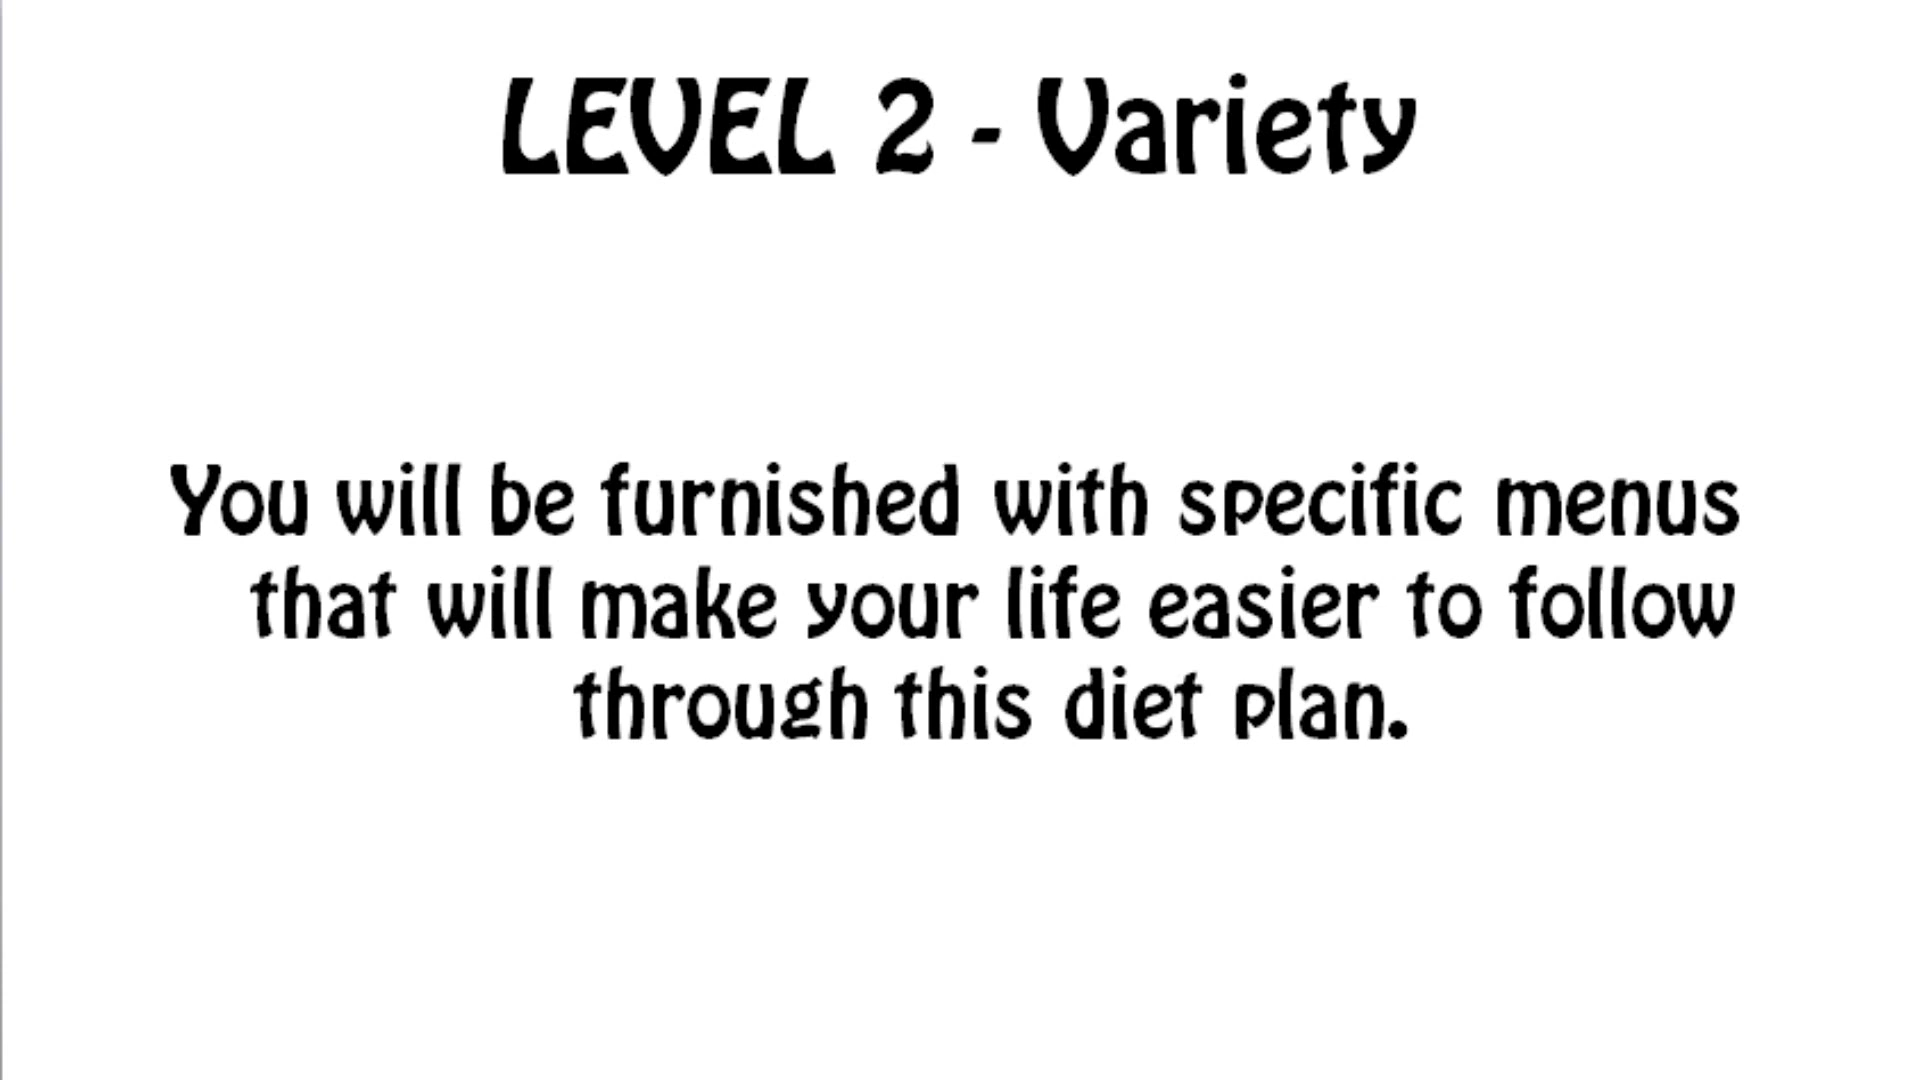 LEVEL 2 - Variety
You will be furnished with specific menus
that will make your life easier to follow
through this diet plan.